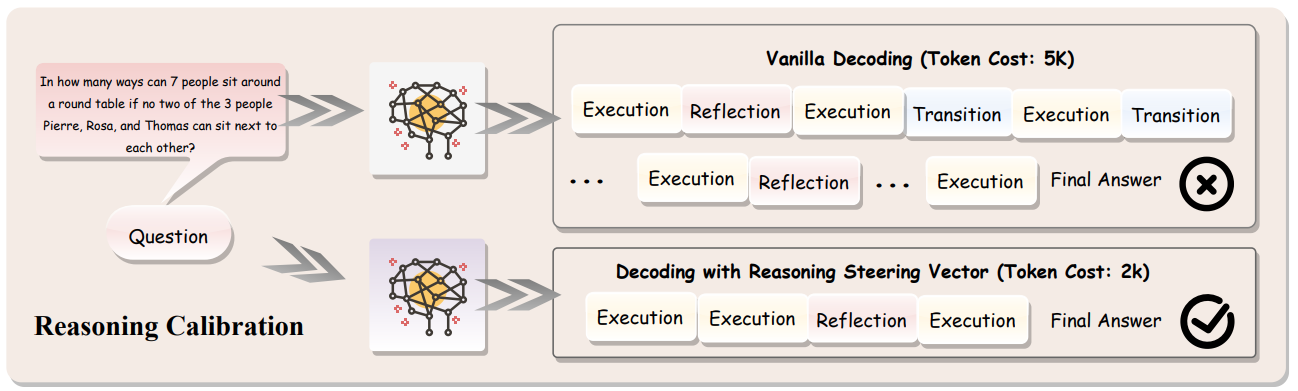 In how many ways can 7 people sit around
a round table if no two of the 3 people
Pierre, Rosa, and Thomas can sit next to
each other?
Question
Reasoning Calibration
Vanilla Decoding (Token Cost: 5K)
Execution Reflection Execution Transition Execution Transition
... Execution Reflection ... Execution Final Answer
Decoding with Reasoning Steering Vector (Token Cost: 2k)
Execution Execution Reflection Execution Final Answer